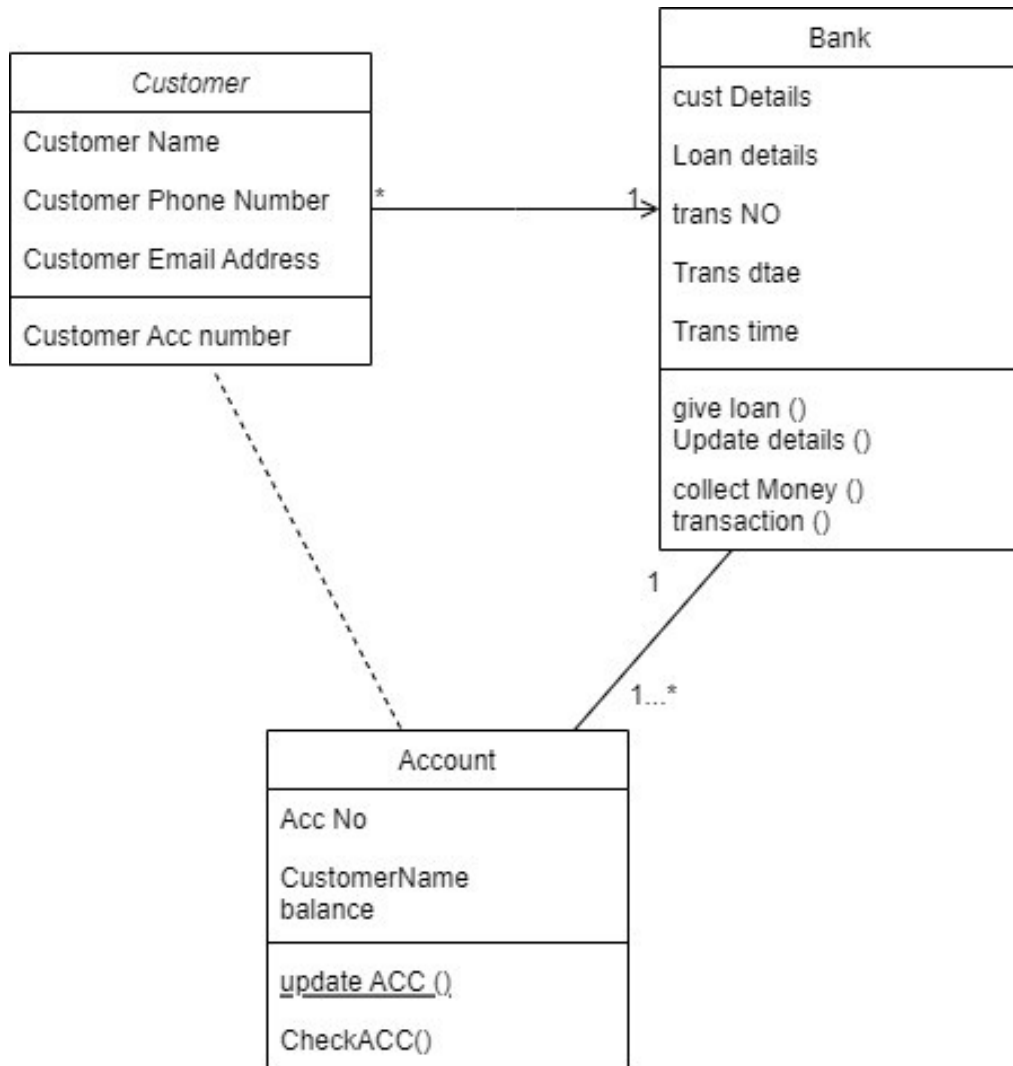 Customer
Customer Name
Customer Phone Number
Customer Email Address
Customer Acc number
*
1
Bank
cust Details
Loan details
trans NO
Trans dtae
Trans time
give loan ()
Update details ()
collect Money ()
transaction ()
1
1...*
Account
Acc No
CustomerName
balance
update ACC ()
CheckACC()